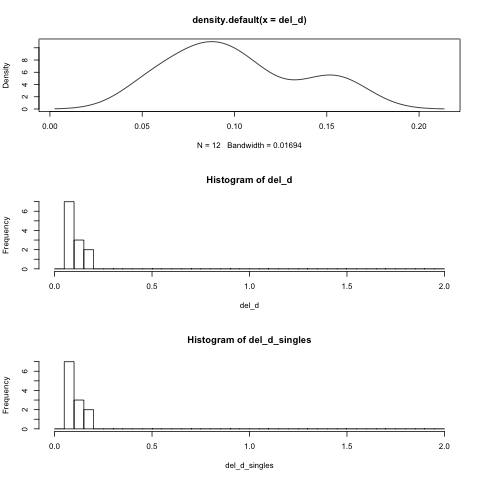 density.default(x = del_d)
Density
0 2 4 6 8
0.00 0.05 0.10 0.15 0.20
N = 12 Bandwidth = 0.01694
Histogram of del_d
Frequency
0 2 4 6
0.0 0.5 1.0 1.5 2.0
del_d
Histogram of del_d_singles
Frequency
0 2 4 6
0.0 0.5 1.0 1.5 2.0
del_d_singles